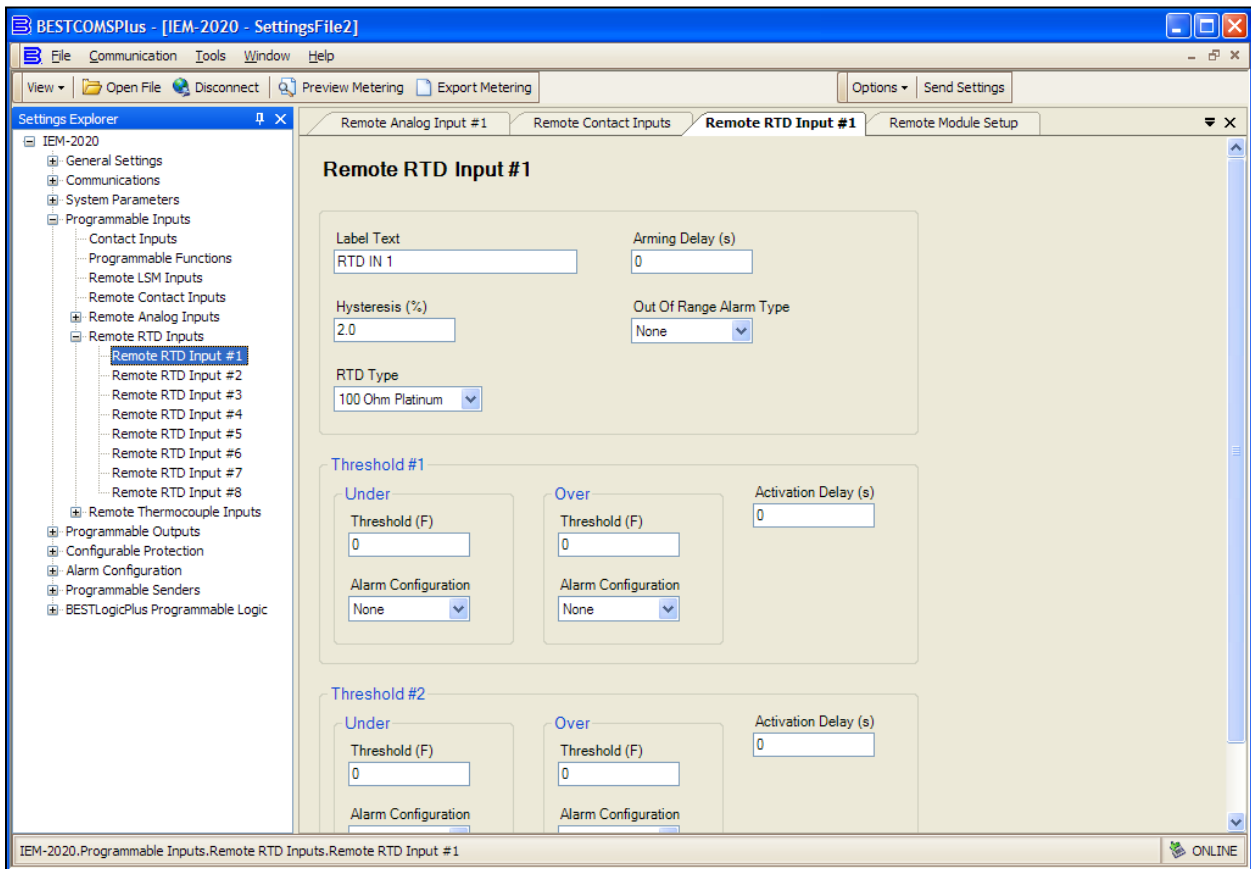 BESTCOMSPlus - [IEM-2020 - SettingsFile2]
File Communication Tools Window Help
View Open File Disconnect Preview Metering Export Metering Options Send Settings
Settings Explorer
IEM-2020
General Settings
Communications
System Parameters
Programmable Inputs
Contact Inputs
Programmable Functions
Remote LSM Inputs
Remote Contact Inputs
Remote Analog Inputs
Remote RTD Inputs
Remote RTD Input #1
Remote RTD Input #2
Remote RTD Input #3
Remote RTD Input #4
Remote RTD Input #5
Remote RTD Input #6
Remote RTD Input #7
Remote RTD Input #8
Remote Thermocouple Inputs
Programmable Outputs
Configurable Protection
Alarm Configuration
Programmable Senders
BESTLogicPlus Programmable Logic
Remote Analog Input #1 Remote Contact Inputs Remote RTD Input #1 Remote Module Setup
Remote RTD Input #1
Label Text Arming Delay (s)
RTD IN 1 0
Hysteresis (%) Out Of Range Alarm Type
2.0 None
RTD Type
100 Ohm Platinum
Threshold #1
Under Over Activation Delay (s)
0
Threshold (F) Threshold (F)
0 0
Alarm Configuration Alarm Configuration
None None
Threshold #2
Under Over Activation Delay (s)
0
Threshold (F) Threshold (F)
0 0
Alarm Configuration Alarm Configuration
IEM-2020.Programmable Inputs.Remote RTD Inputs.Remote RTD Input #1 ONLINE